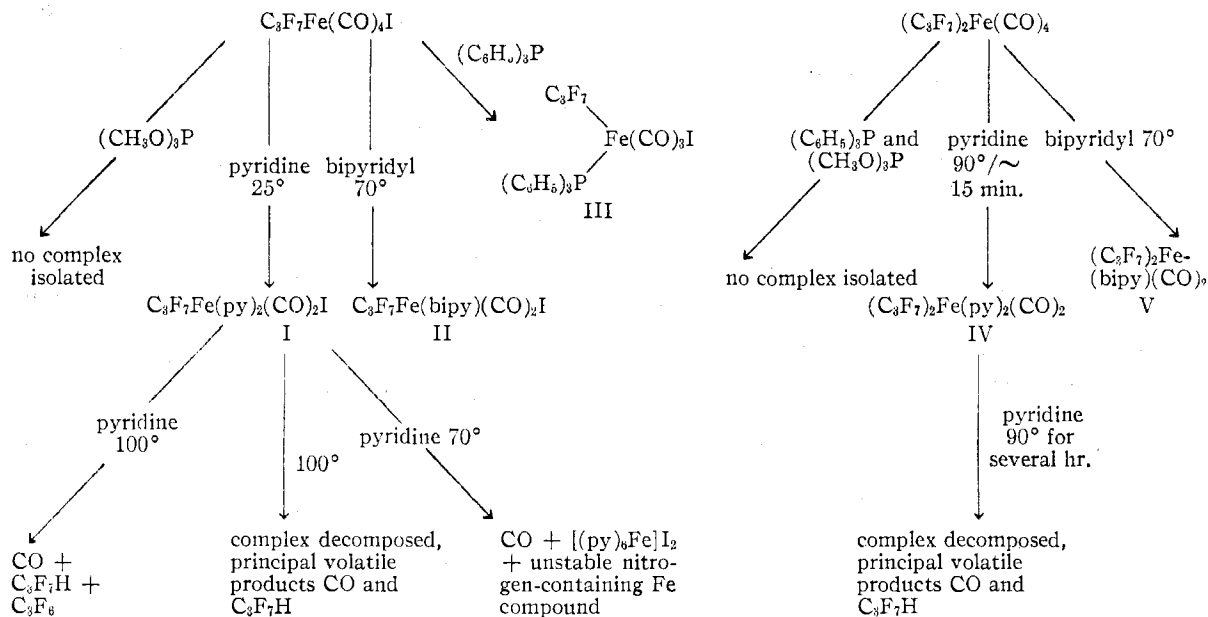 C₃F₇Fe(CO)₄I
(C₆H₅)₃P
C₃F₇
Fe(CO)₃I
(C₆H₅)₃P
III
(CH₃O)₃P
pyridine
25°
bipyridyl
70°
no complex
isolated
C₃F₇Fe(py)₂(CO)₂I
I
C₃F₇Fe(bipy)(CO)₂I
II
pyridine
100°
100°
pyridine 70°
CO +
C₃F₇H +
C₃F₆
complex decomposed,
principal volatile
products CO and
C₃F₇H
CO + [(py)₆Fe]I₂
+ unstable nitro-
gen-containing Fe
compound
(C₃F₇)₂Fe(CO)₄
(C₆H₅)₃P and
(CH₃O)₃P
pyridine
90°/~
15 min.
bipyridyl 70°
no complex isolated
(C₃F₇)₂Fe(py)₂(CO)₂
IV
(C₃F₇)₂Fe-
(bipy)(CO)₂
V
pyridine
90° for
several hr.
complex decomposed,
principal volatile
products CO and
C₃F₇H